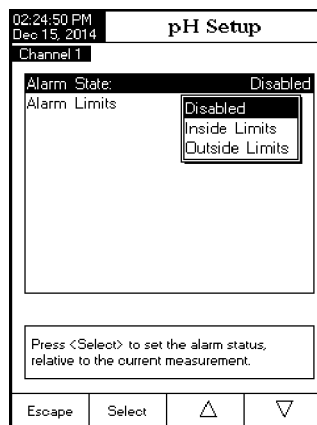 02:24:50 PM
Dec 15, 2014
pH Setup
Channel 1
Alarm State: Disabled
Alarm Limits
Disabled
Inside Limits
Outside Limits
Press <Select> to set the alarm status,
relative to the current measurement.
Escape Select